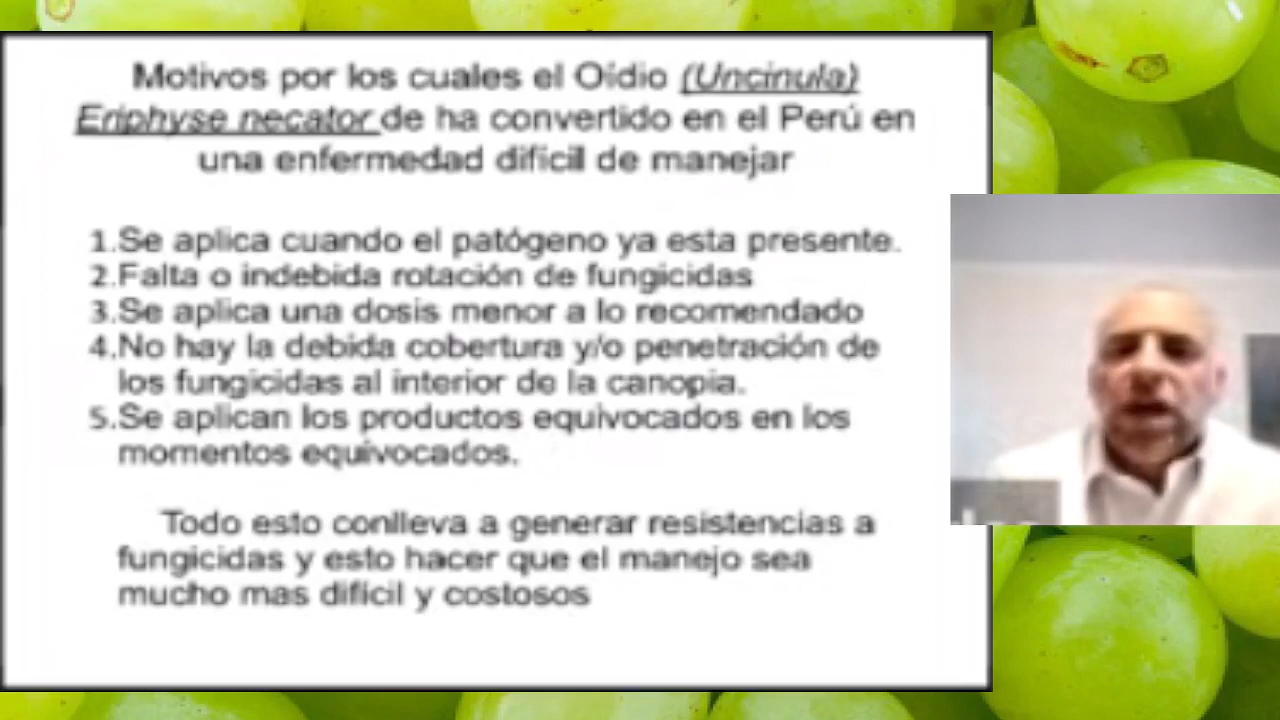 Motivos por los cuales el Oídio (Uncinula)
Eriphyse necator de ha convertido en el Perú en
una enfermedad dificil de manejar
1.Se aplica cuando el patógeno ya esta presente.
2.Falta o indebida rotación de fungicidas
3.Se aplica una dosis menor a lo recomendado
4.No hay la debida cobertura y/o penetración de
los fungicidas al interior de la canopia.
5.Se aplican los productos equivocados en los
momentos equivocados.
Todo esto conlleva a generar resistencias a
fungicidas y esto hacer que el manejo sea
mucho mas difícil y costosos